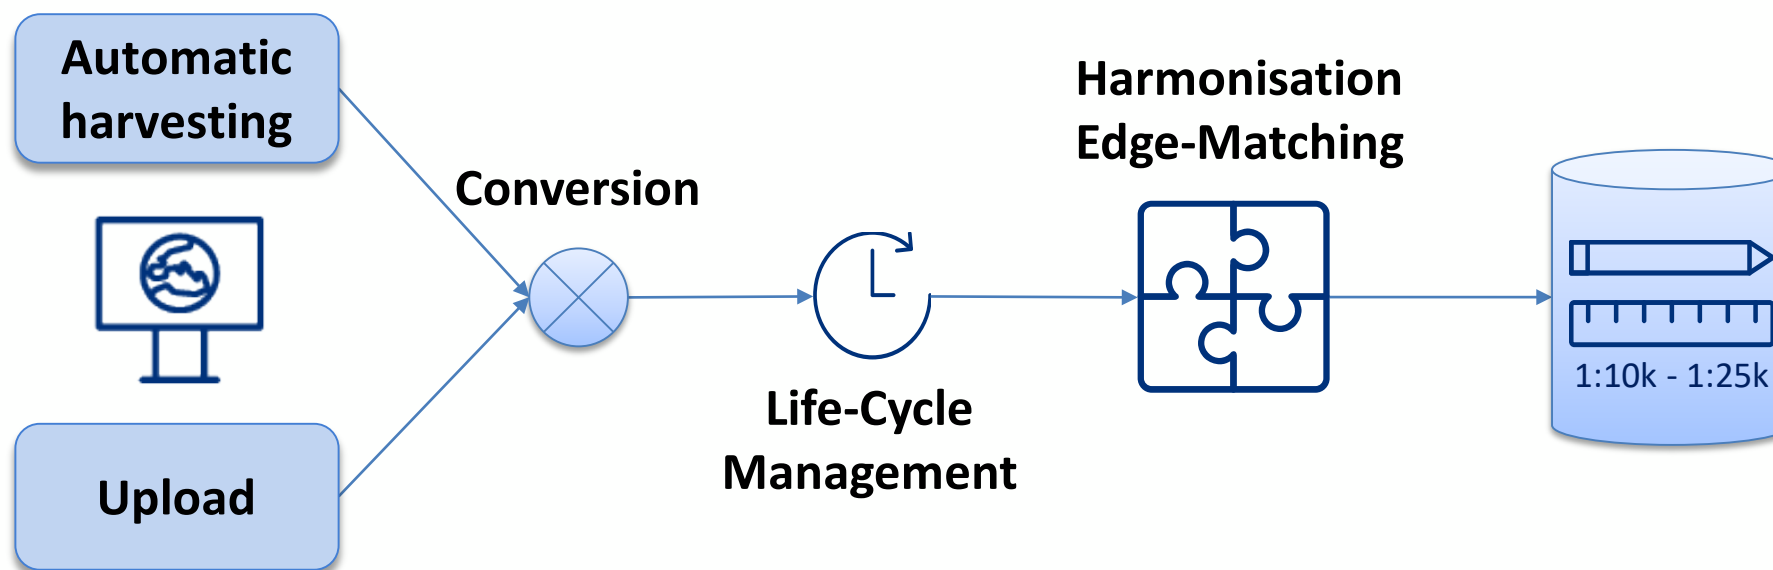 Automatic
harvesting
Conversion
Upload
Life-Cycle
Management
Harmonisation
Edge-Matching
1:10k - 1:25k